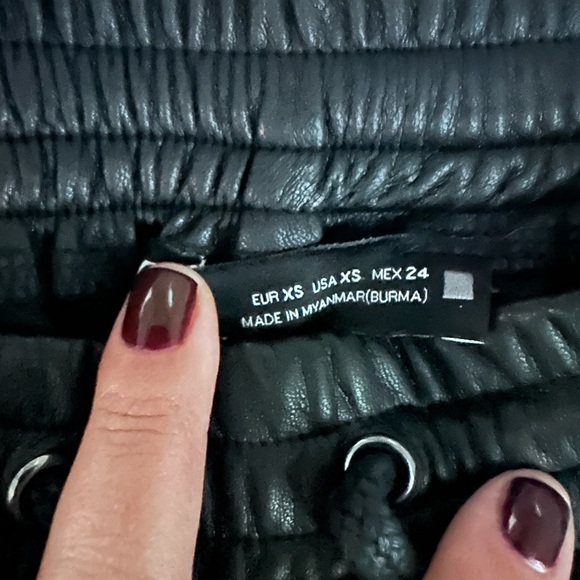 EUR XS USA XS MEX 24
MADE IN MYANMAR(BURMA)